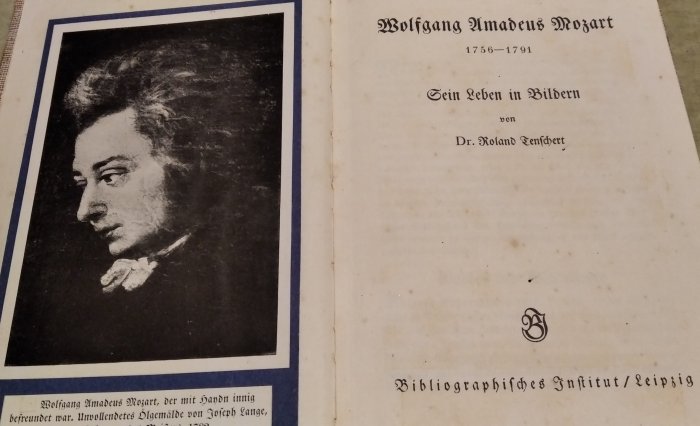 Wolfgang Amadeus Mozart, der mit Haydn innig
befreundet war. Unvollendetes Ölgemälde von Joseph Lange,
Wolfgang Amadeus Mozart
1756—1791
Sein Leben in Bildern
von
Dr. Roland Tenschert
BI
Bibliographisches Institut / Leipzig